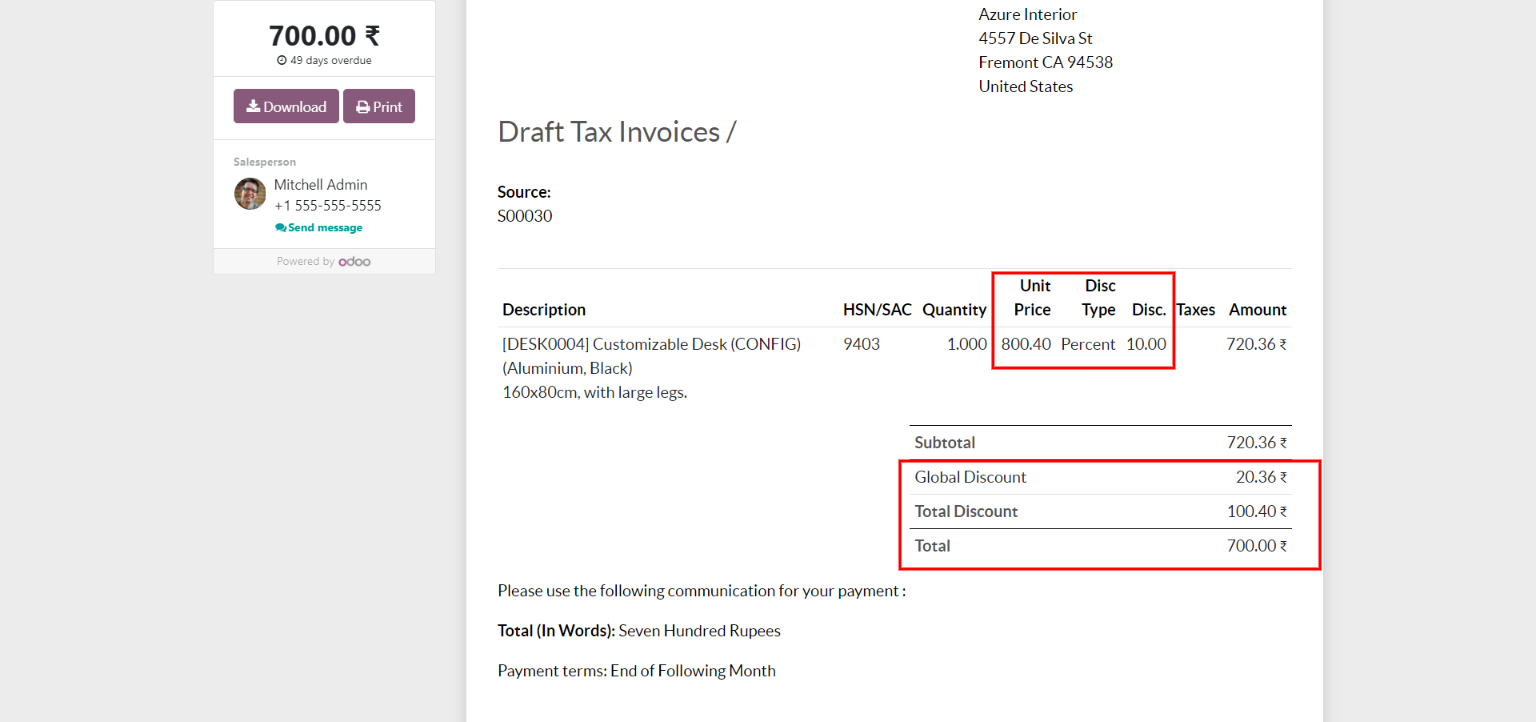 700.00 ₹
49 days overdue
Download Print
Salesperson
Mitchell Admin
+1 555-555-5555
Send message
Powered by odoo
Azure Interior
4557 De Silva St
Fremont CA 94538
United States
Draft Tax Invoices /
Source:
S00030
Description HSN/SAC Quantity Unit Price Disc Type Disc. Taxes Amount
[DESK0004] Customizable Desk (CONFIG) 9403 1.000 800.40 Percent 10.00 720.36 ₹
(Aluminium, Black)
160x80cm, with large legs.
Subtotal 720.36 ₹
Global Discount 20.36 ₹
Total Discount 100.40 ₹
Total 700.00 ₹
Please use the following communication for your payment :
Total (In Words): Seven Hundred Rupees
Payment terms: End of Following Month